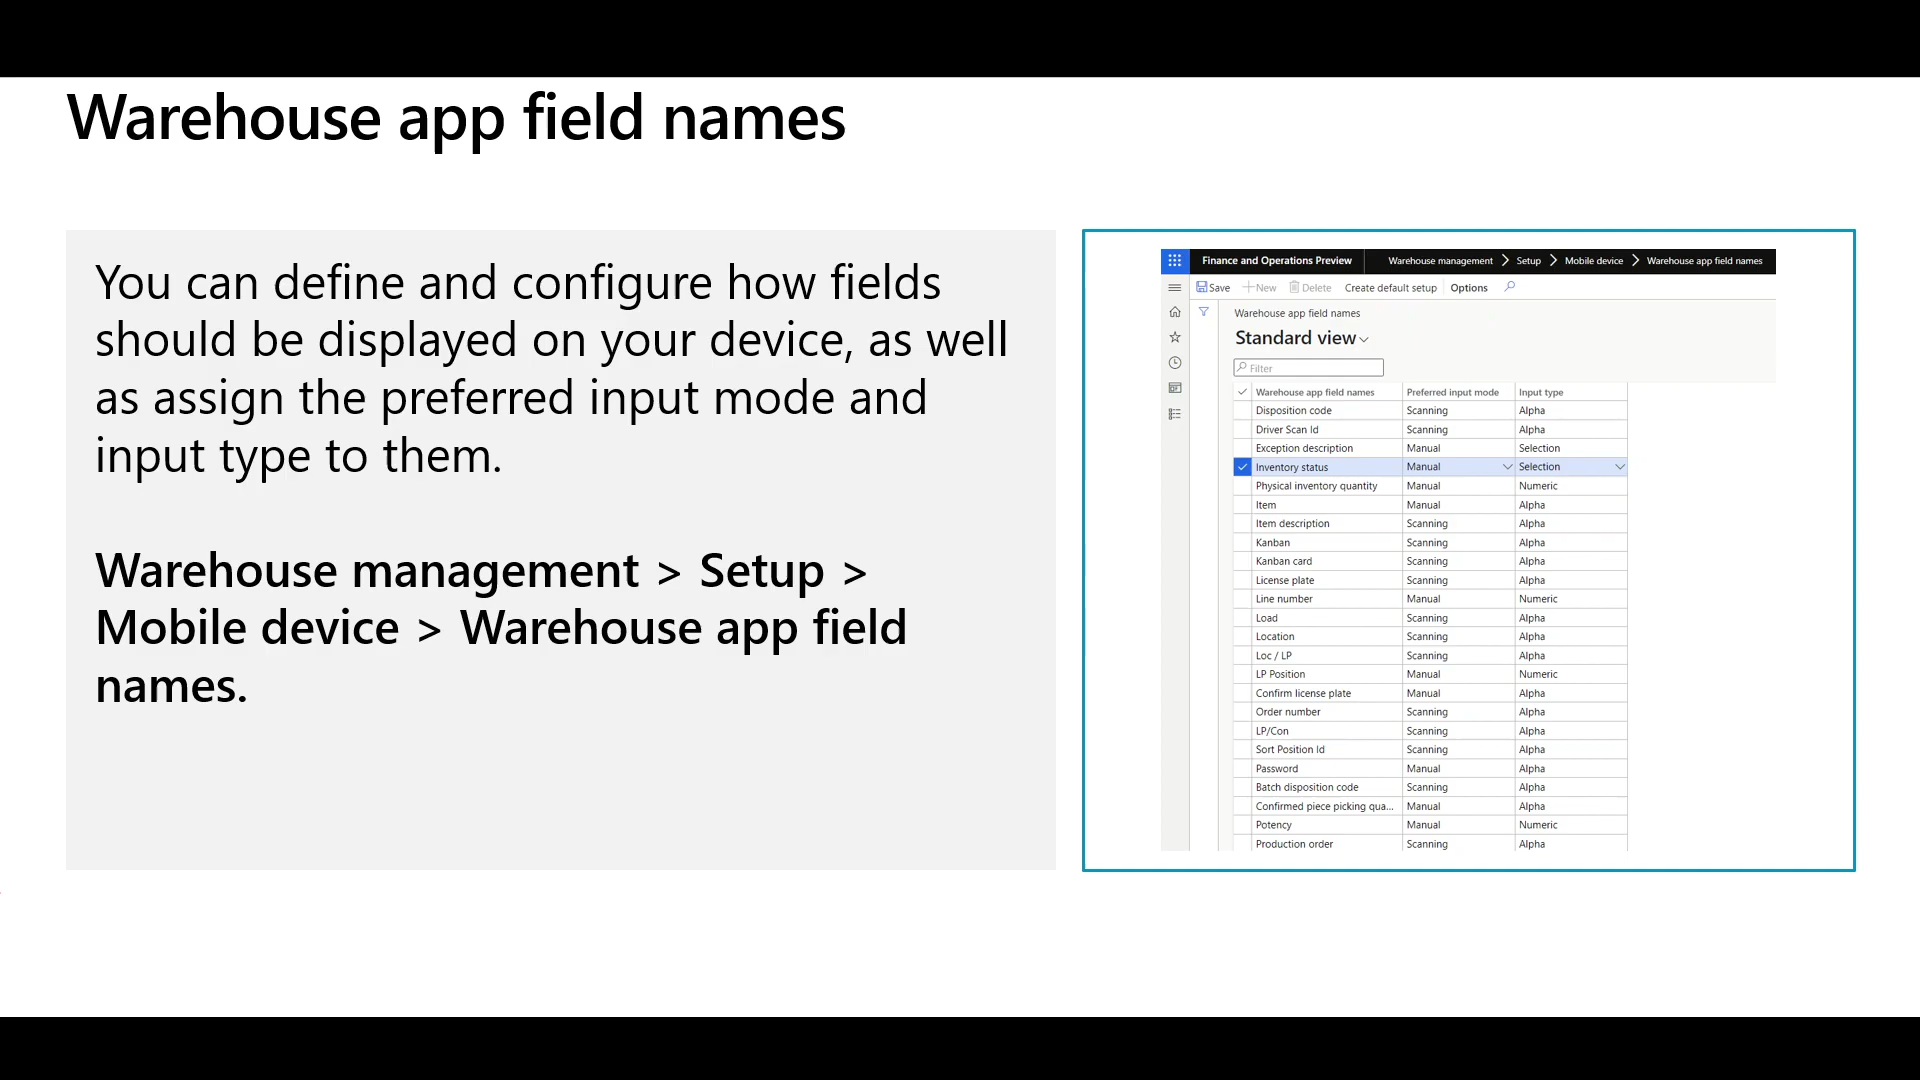 Warehouse app field names
You can define and configure how fields
should be displayed on your device, as well
as assign the preferred input mode and
input type to them.
Warehouse management > Setup >
Mobile device > Warehouse app field
names.
Finance and Operations Preview Warehouse management > Setup > Mobile device > Warehouse app field names
Save New Delete Create default setup Options
Warehouse app field names
Standard view
Filter
Warehouse app field names Preferred input mode Input type
Disposition code Scanning Alpha
Driver Scan Id Scanning Alpha
Exception description Manual Selection
Inventory status Manual Selection
Physical inventory quantity Manual Numeric
Item Manual Alpha
Item description Scanning Alpha
Kanban Scanning Alpha
Kanban card Scanning Alpha
License plate Scanning Alpha
Line number Manual Numeric
Load Scanning Alpha
Location Scanning Alpha
Loc / LP Scanning Alpha
LP Position Manual Numeric
Confirm license plate Manual Alpha
Order number Scanning Alpha
LP/Con Scanning Alpha
Sort Position Id Scanning Alpha
Password Manual Alpha
Batch disposition code Scanning Alpha
Confirmed piece picking qua... Manual Alpha
Potency Manual Numeric
Production order Scanning Alpha